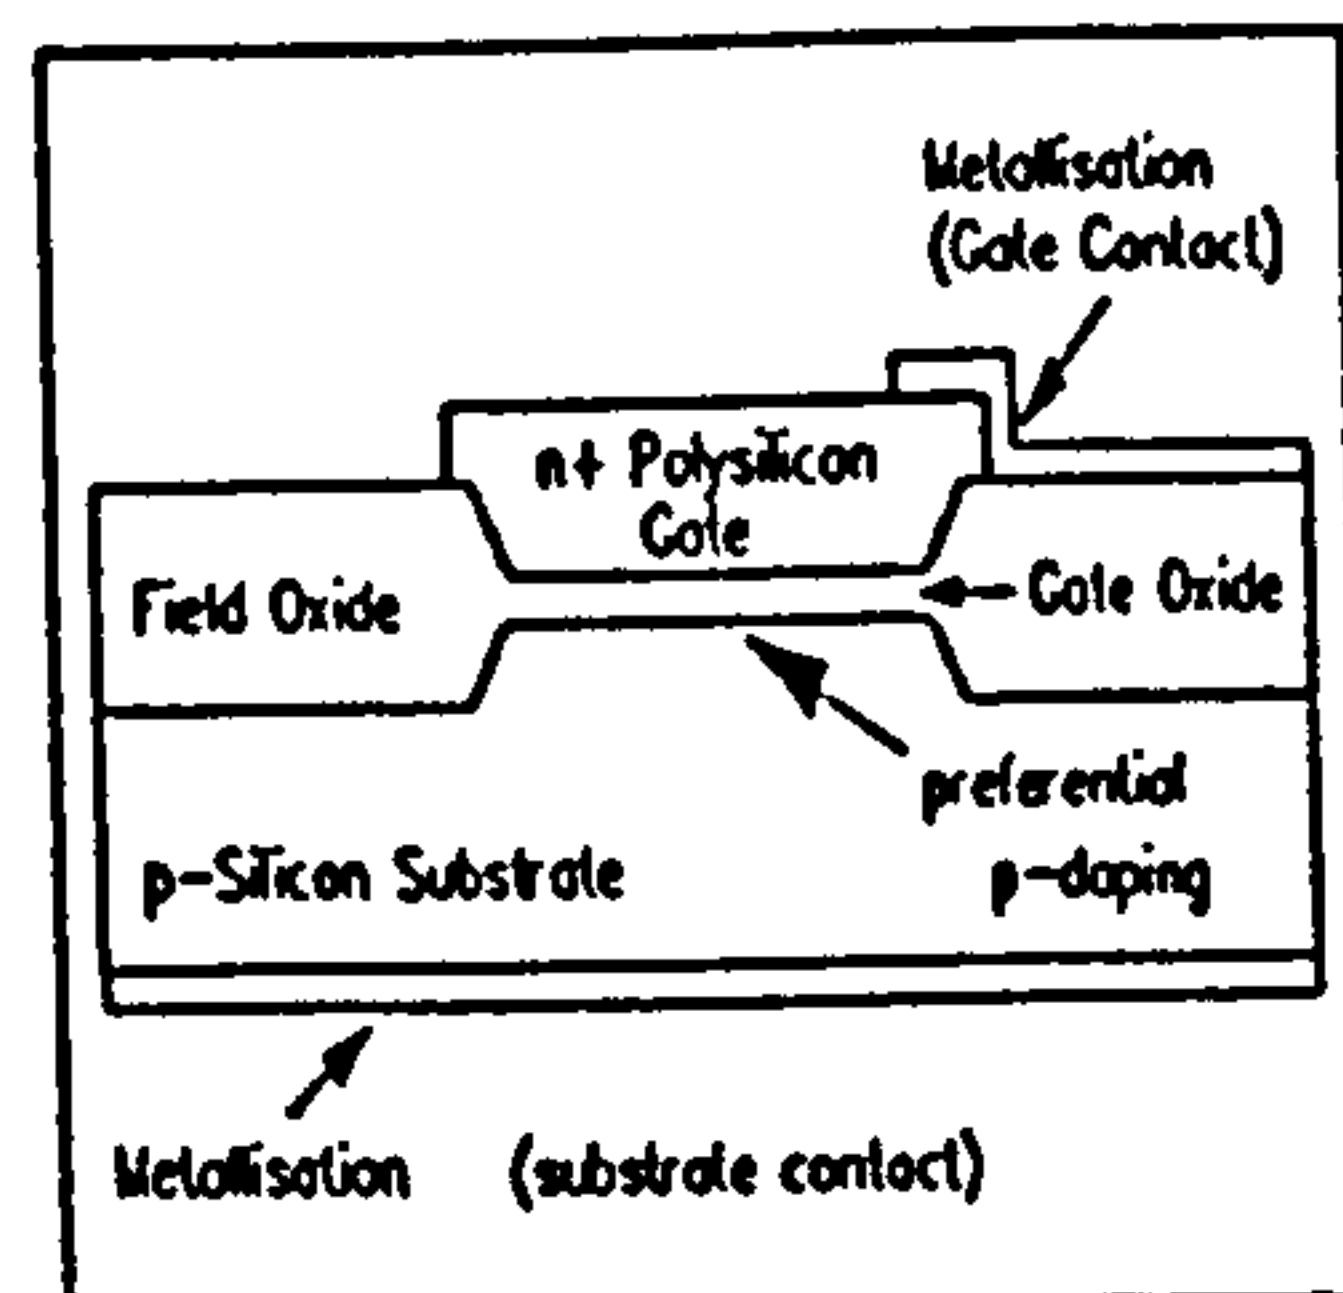 Metallisation
(Gate Contact)
n+ Polysilicon
Gate
Field Oxide
Gate Oxide
preferential
p-doping
p-Silicon Substrate
Metallisation (substrate contact)